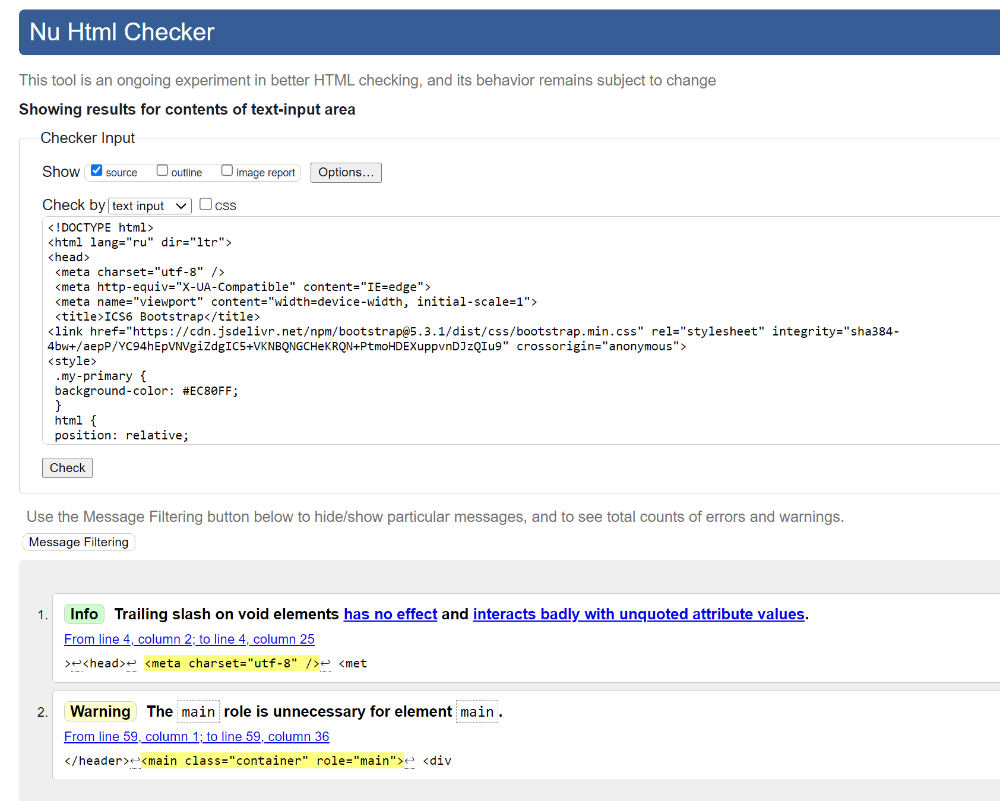 Nu Html Checker
This tool is an ongoing experiment in better HTML checking, and its behavior remains subject to change
Showing results for contents of text-input area
Checker Input
Show source outline image report Options...
Check by text input CSS
<!DOCTYPE html>
<html lang="ru" dir="ltr">
<head>
<meta charset="utf-8" />
<meta http-equiv="X-UA-Compatible" content="IE=edge">
<meta name="viewport" content="width=device-width, initial-scale=1">
<title>ICS6 Bootstrap</title>
<link href="https://cdn.jsdelivr.net/npm/bootstrap@5.3.1/dist/css/bootstrap.min.css" rel="stylesheet" integrity="sha384-
4bw+/aepP/YC94hEpVNVgiZdgIC5+VKNBQNGCHeKRQN+PtmoHDEXuppvnDJzQIu9" crossorigin="anonymous">
<style>
.my-primary {
background-color: #EC80FF;
}
html {
position: relative;
Check
Use the Message Filtering button below to hide/show particular messages, and to see total counts of errors and warnings.
Message Filtering
1. Info Trailing slash on void elements has no effect and interacts badly with unquoted attribute values.
From line 4, column 2; to line 4, column 25
>↩<head>↩ <meta charset="utf-8" />↩ <met
2. Warning The main role is unnecessary for element main.
From line 59, column 1; to line 59, column 36
</header>↩<main class="container" role="main">↩ <div